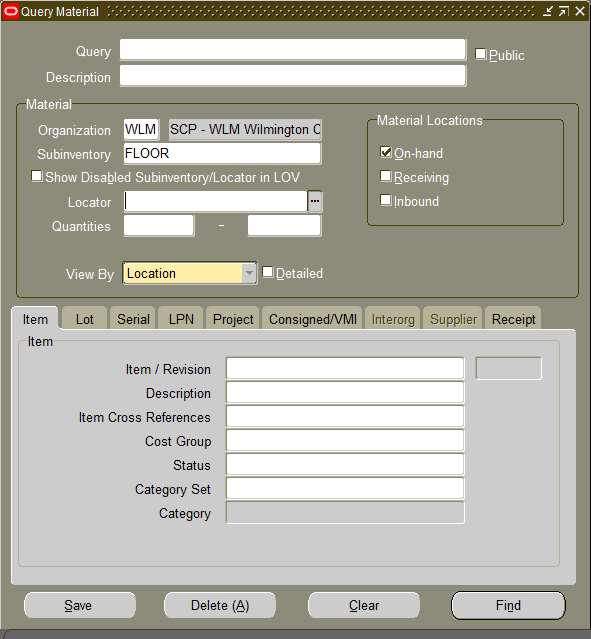 Query Material
Query
Public
Description
Material
Organization WLM SCP - WLM Wilmington C
Subinventory FLOOR
Show Disabled Subinventory/Locator in LOV
Locator ...
Quantities -
View By Location Detailed
Material Locations
On-hand
Receiving
Inbound
Item Lot Serial LPN Project Consigned/VMI Interorg Supplier Receipt
Item
Item / Revision
Description
Item Cross References
Cost Group
Status
Category Set
Category
Save Delete (A) Clear Find